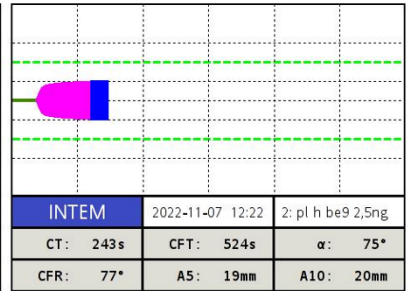 INTEM 2022-11-07 12:22 2: pl h be9 2,5ng
CT: 243s CFT: 524s α: 75°
CFR: 77° A5: 19mm A10: 20mm